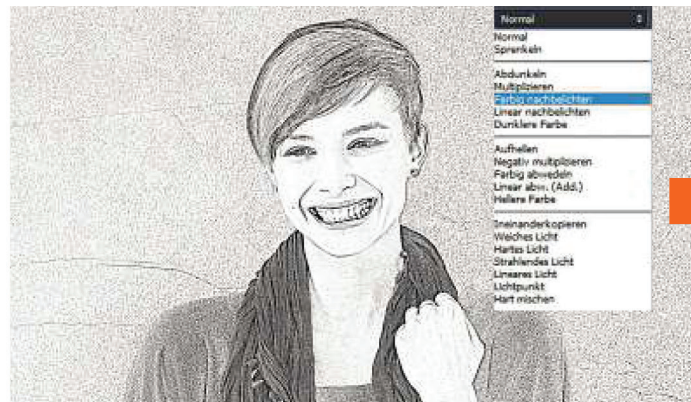 Normal
Normal
Sprenkeln
Abdunkeln
Multiplizieren
Farbig nachbelichten
Linear nachbelichten
Dunklere Farbe
Aufhellen
Negativ multiplizieren
Farbig abwedeln
Linear abw. (Add.)
Hellere Farbe
Ineinanderkopieren
Weiches Licht
Hartes Licht
Strahlendes Licht
Lineares Licht
Lichtpunkt
Hart mischen